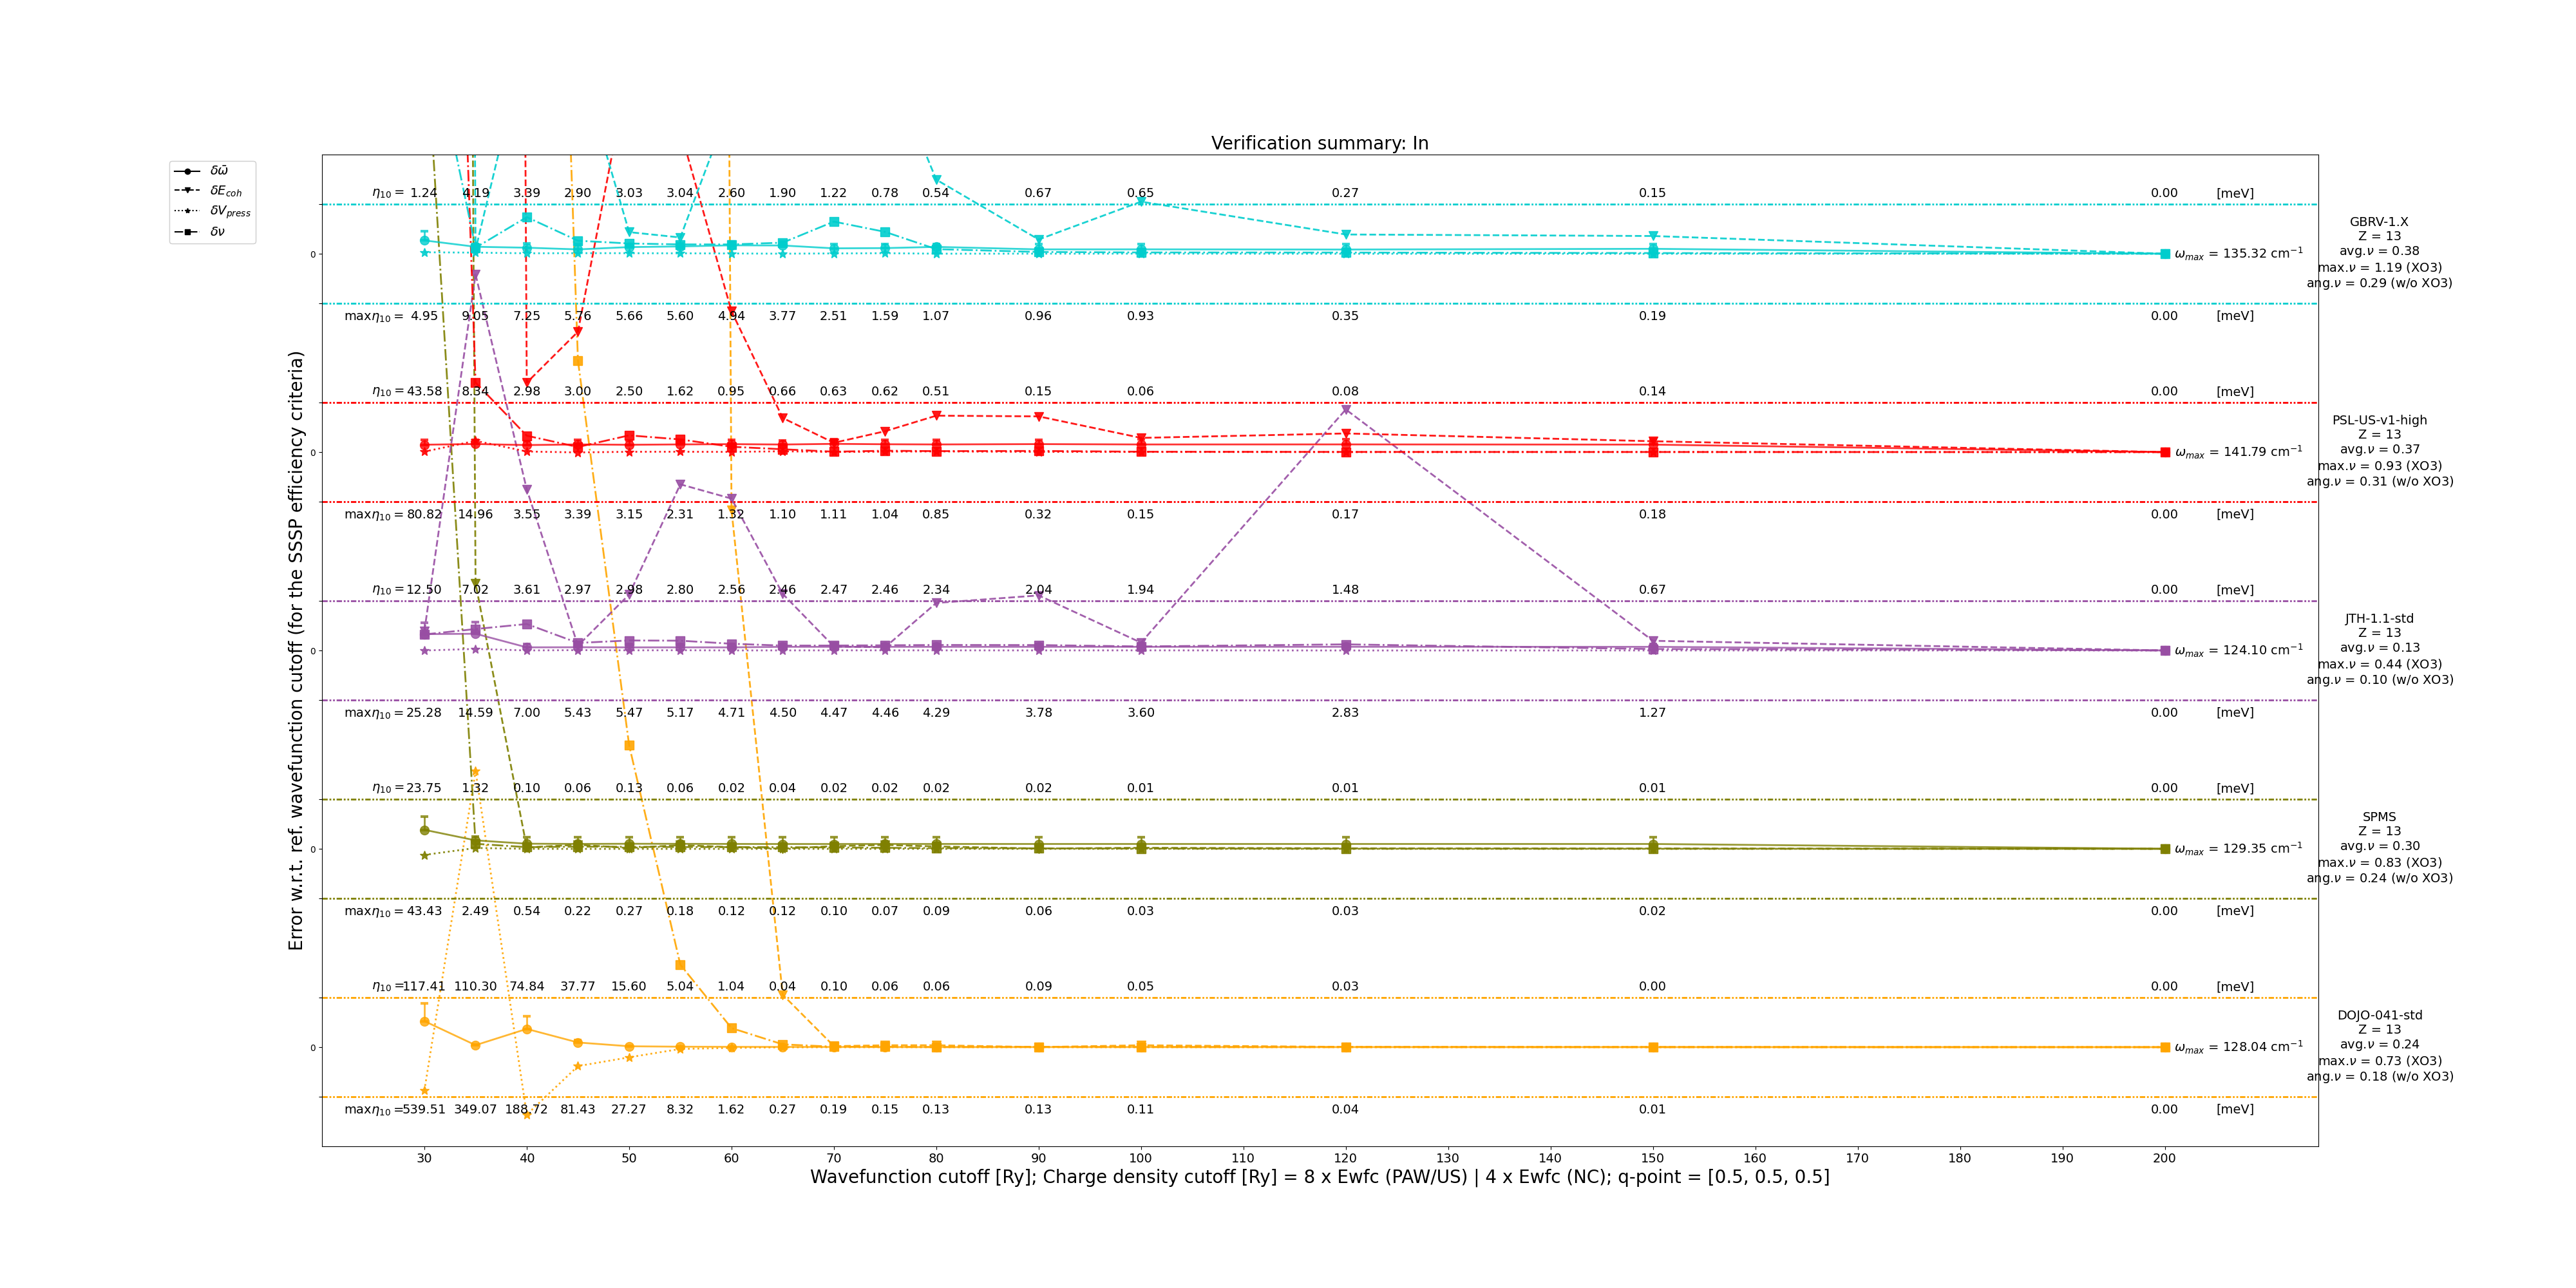 Verification summary: In
δω̄
δE_coh
δV_press
δν
Error w.r.t. ref. wavefunction cutoff (for the SSSP efficiency criteria)
η₁₀ = 1.24 4.19 3.39 2.90 3.03 3.04 2.60 1.90 1.22 0.78 0.54 0.67 0.65 0.27 0.15 0.00 [meV]
0
ω_max = 135.32 cm⁻¹
GBRV-1.X
Z = 13
avg.ν = 0.38
max.ν = 1.19 (XO3)
ang.ν = 0.29 (w/o XO3)
maxη₁₀ = 4.95 9.05 7.25 5.76 5.66 5.60 4.94 3.77 2.51 1.59 1.07 0.96 0.93 0.35 0.19 0.00 [meV]
η₁₀ = 43.58 8.34 2.98 3.00 2.50 1.62 0.95 0.66 0.63 0.62 0.51 0.15 0.06 0.08 0.14 0.00 [meV]
0
ω_max = 141.79 cm⁻¹
PSL-US-v1-high
Z = 13
avg.ν = 0.37
max.ν = 0.93 (XO3)
ang.ν = 0.31 (w/o XO3)
maxη₁₀ = 80.82 14.96 3.55 3.39 3.15 2.31 1.32 1.10 1.11 1.04 0.85 0.32 0.15 0.17 0.18 0.00 [meV]
η₁₀ = 12.50 7.02 3.61 2.97 2.98 2.80 2.56 2.46 2.47 2.46 2.34 2.04 1.94 1.48 0.67 0.00 [meV]
0
ω_max = 124.10 cm⁻¹
JTH-1.1-std
Z = 13
avg.ν = 0.13
max.ν = 0.44 (XO3)
ang.ν = 0.10 (w/o XO3)
maxη₁₀ = 25.28 14.59 7.00 5.43 5.47 5.17 4.71 4.50 4.47 4.46 4.29 3.78 3.60 2.83 1.27 0.00 [meV]
η₁₀ = 23.75 1.32 0.10 0.06 0.13 0.06 0.02 0.04 0.02 0.02 0.02 0.02 0.01 0.01 0.01 0.00 [meV]
0
ω_max = 129.35 cm⁻¹
SPMS
Z = 13
avg.ν = 0.30
max.ν = 0.83 (XO3)
ang.ν = 0.24 (w/o XO3)
maxη₁₀ = 43.43 2.49 0.54 0.22 0.27 0.18 0.12 0.12 0.10 0.07 0.09 0.06 0.03 0.03 0.02 0.00 [meV]
η₁₀ = 117.41 110.30 74.84 37.77 15.60 5.04 1.04 0.04 0.10 0.06 0.06 0.09 0.05 0.03 0.00 0.00 [meV]
0
ω_max = 128.04 cm⁻¹
DOJO-041-std
Z = 13
avg.ν = 0.24
max.ν = 0.73 (XO3)
ang.ν = 0.18 (w/o XO3)
maxη₁₀ = 539.51 349.07 188.72 81.43 27.27 8.32 1.62 0.27 0.19 0.15 0.13 0.13 0.11 0.04 0.01 0.00 [meV]
30 40 50 60 70 80 90 100 110 120 130 140 150 160 170 180 190 200
Wavefunction cutoff [Ry]; Charge density cutoff [Ry] = 8 x Ewfc (PAW/US) | 4 x Ewfc (NC); q-point = [0.5, 0.5, 0.5]